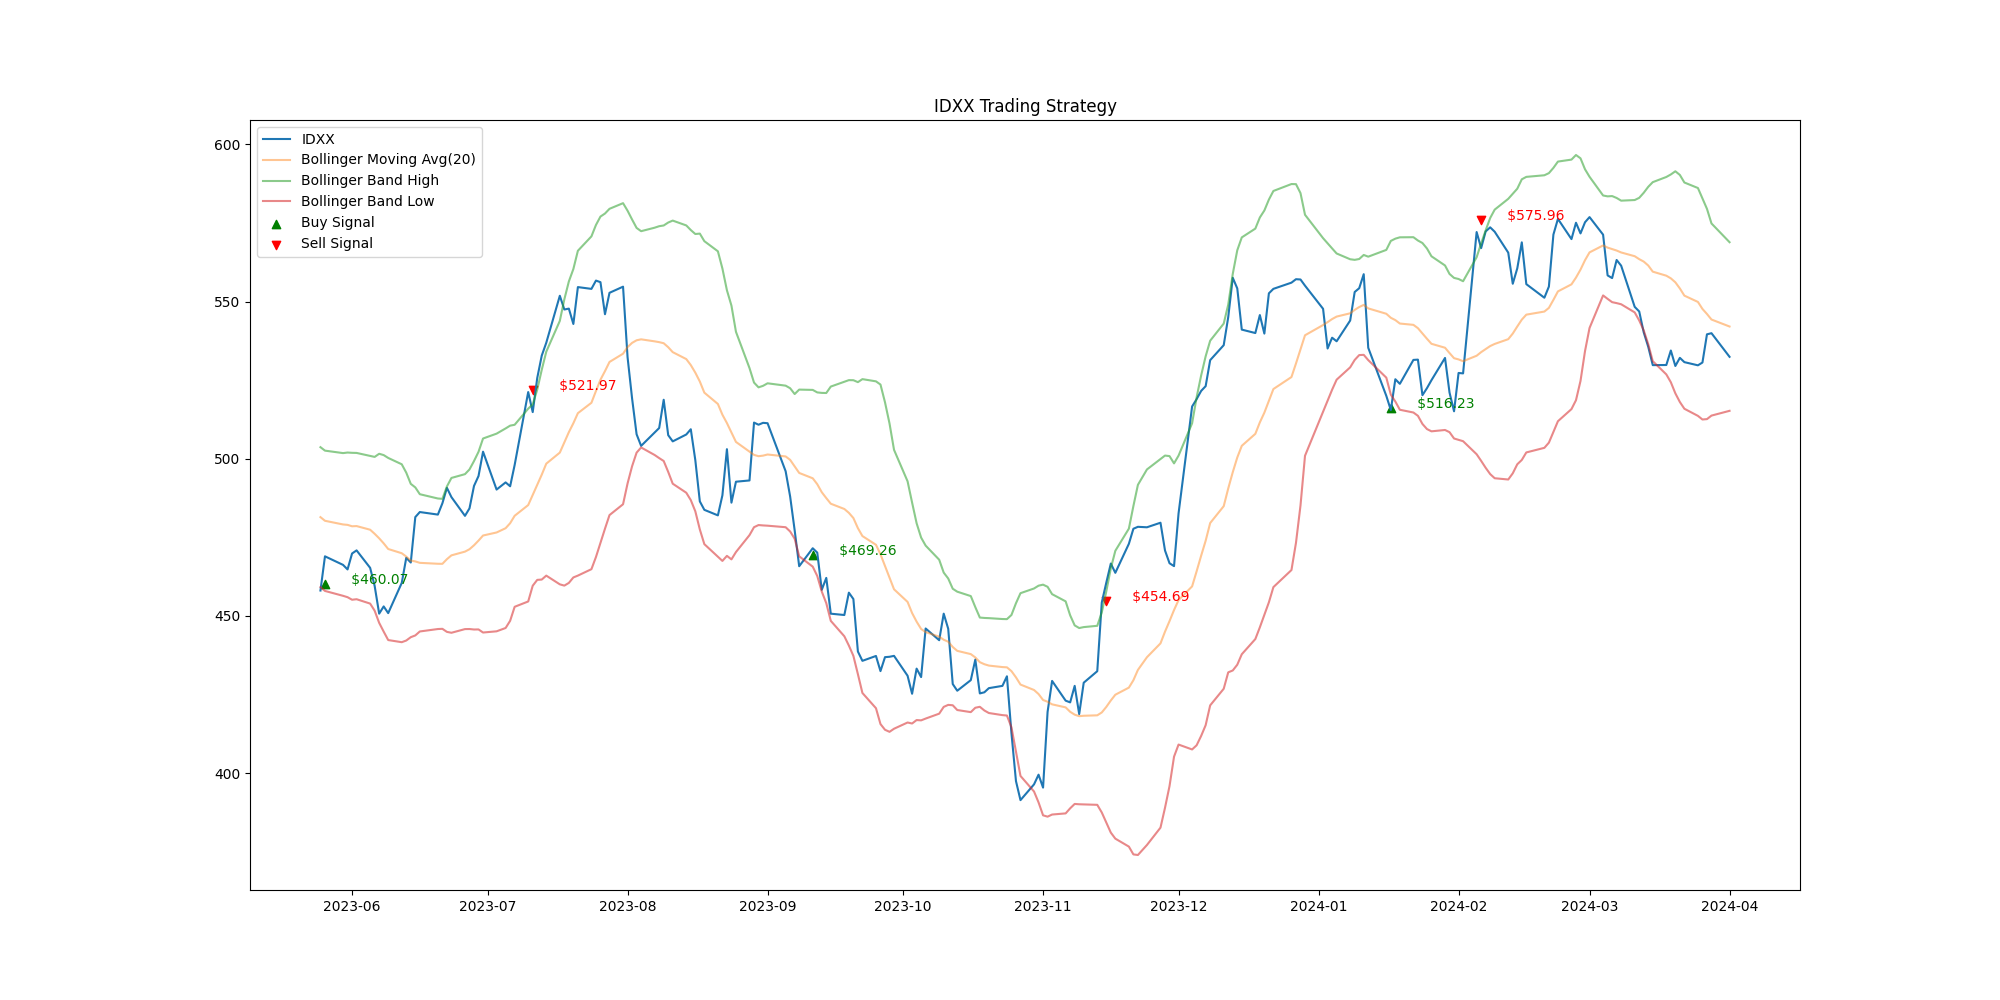 IDXX Trading Strategy
IDXX
Bollinger Moving Avg(20)
Bollinger Band High
Bollinger Band Low
Buy Signal
Sell Signal
600
550
500
450
400
$460.07
$521.97
$469.26
$454.69
$516.23
$575.96
2023-06 2023-07 2023-08 2023-09 2023-10 2023-11 2023-12 2024-01 2024-02 2024-03 2024-04